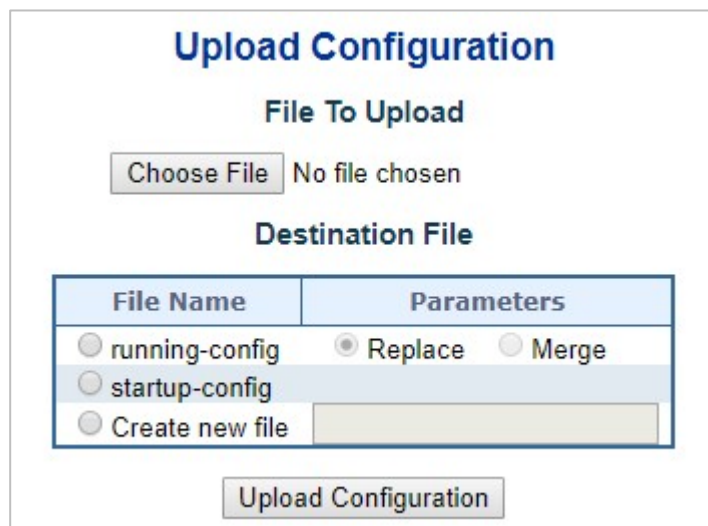 Upload Configuration
File To Upload
Choose File No file chosen
Destination File
File Name Parameters
running-config Replace Merge
startup-config
Create new file
Upload Configuration